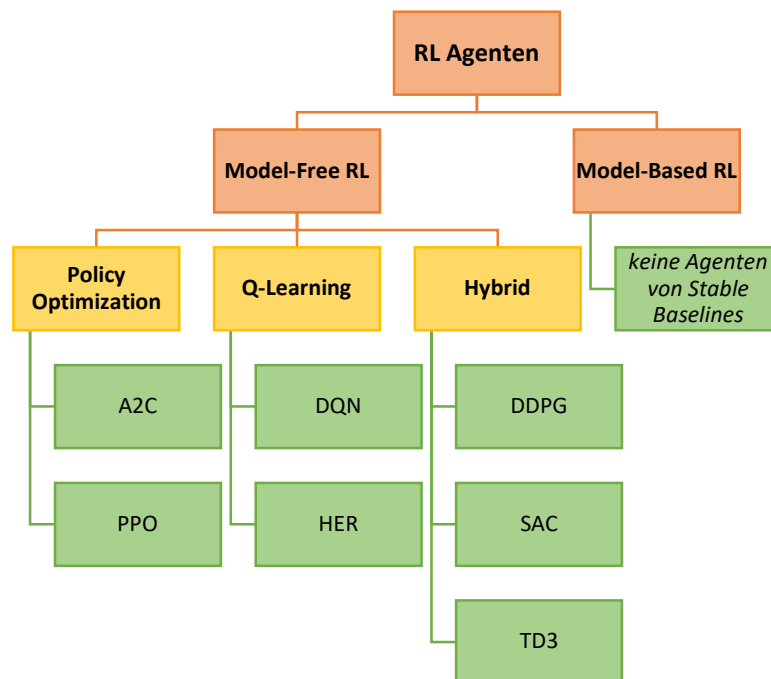 RL Agenten
Model-Free RL
Model-Based RL
Policy
Optimization
Q-Learning
Hybrid
keine Agenten
von Stable
Baselines
A2C
DQN
DDPG
PPO
HER
SAC
TD3